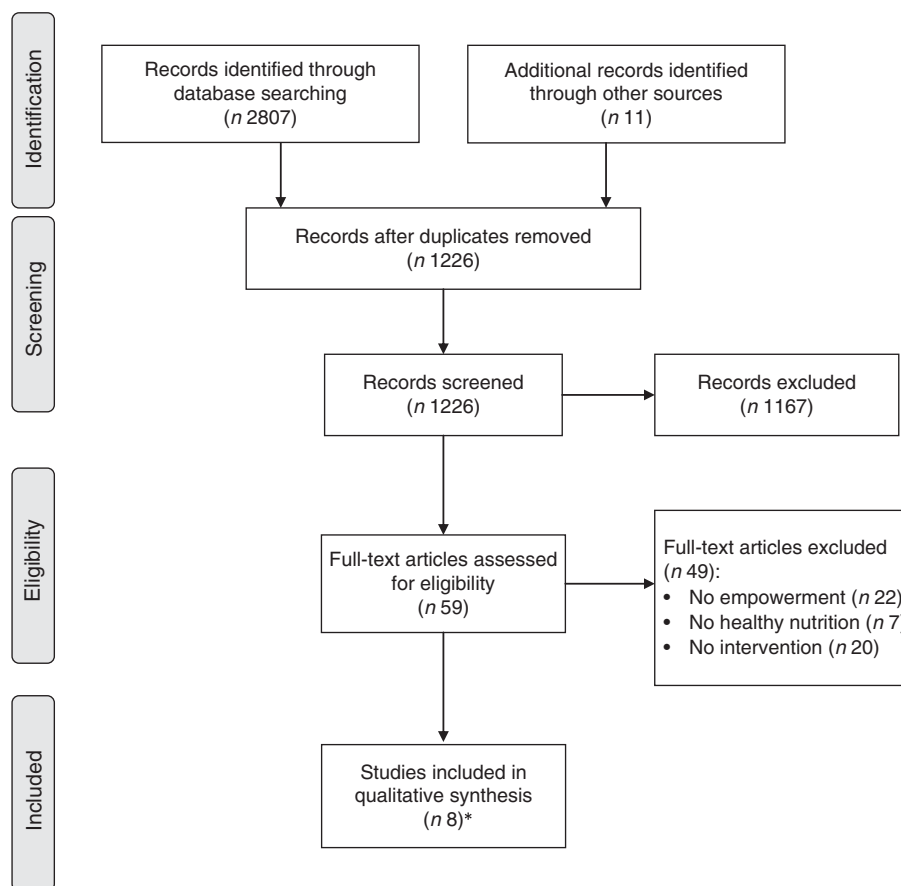 Identification
Records identified through
database searching
(n 2807)
Additional records identified
through other sources
(n 11)
Screening
Records after duplicates removed
(n 1226)
Records screened
(n 1226)
Records excluded
(n 1167)
Eligibility
Full-text articles assessed
for eligibility
(n 59)
Full-text articles excluded
(n 49):
• No empowerment (n 22)
• No healthy nutrition (n 7)
• No intervention (n 20)
Included
Studies included in
qualitative synthesis
(n 8)*